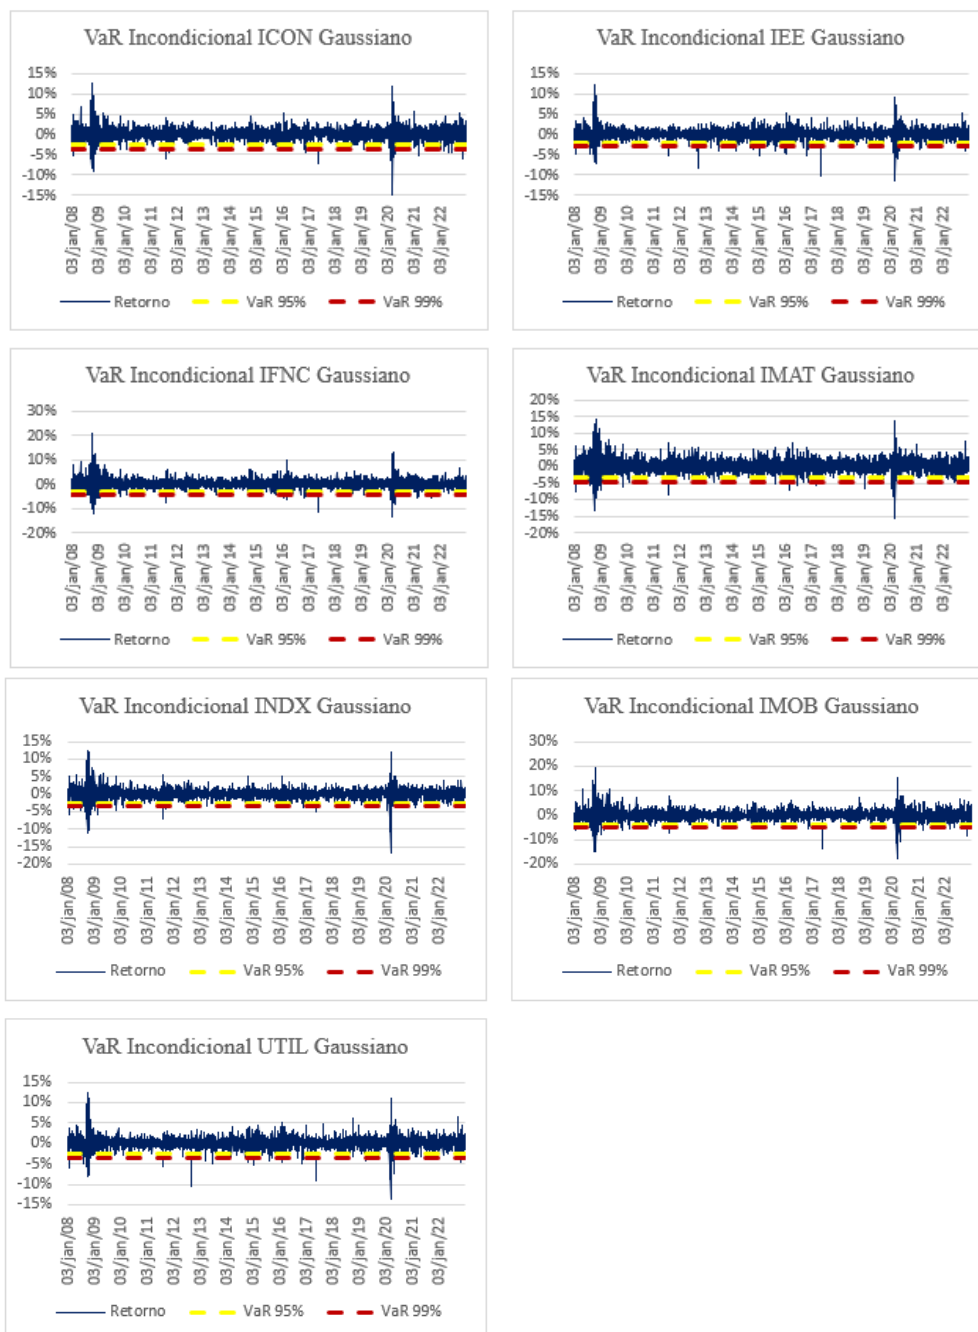 VaR Incondicional ICON Gaussiano
15%
10%
5%
0%
-5%
-10%
-15%
03/jan/08
03/jan/09
03/jan/10
03/jan/11
03/jan/12
03/jan/13
03/jan/14
03/jan/15
03/jan/16
03/jan/17
03/jan/18
03/jan/19
03/jan/20
03/jan/21
03/jan/22
Retorno VaR 95% VaR 99%
VaR Incondicional IEE Gaussiano
15%
10%
5%
0%
-5%
-10%
-15%
03/jan/08
03/jan/09
03/jan/10
03/jan/11
03/jan/12
03/jan/13
03/jan/14
03/jan/15
03/jan/16
03/jan/17
03/jan/18
03/jan/19
03/jan/20
03/jan/21
03/jan/22
Retorno VaR 95% VaR 99%
VaR Incondicional IFNC Gaussiano
30%
20%
10%
0%
-10%
-20%
03/jan/08
03/jan/09
03/jan/10
03/jan/11
03/jan/12
03/jan/13
03/jan/14
03/jan/15
03/jan/16
03/jan/17
03/jan/18
03/jan/19
03/jan/20
03/jan/21
03/jan/22
Retorno VaR 95% VaR 99%
VaR Incondicional IMAT Gaussiano
20%
15%
10%
5%
0%
-5%
-10%
-15%
-20%
03/jan/08
03/jan/09
03/jan/10
03/jan/11
03/jan/12
03/jan/13
03/jan/14
03/jan/15
03/jan/16
03/jan/17
03/jan/18
03/jan/19
03/jan/20
03/jan/21
03/jan/22
Retorno VaR 95% VaR 99%
VaR Incondicional INDX Gaussiano
15%
10%
5%
0%
-5%
-10%
-15%
-20%
03/jan/08
03/jan/09
03/jan/10
03/jan/11
03/jan/12
03/jan/13
03/jan/14
03/jan/15
03/jan/16
03/jan/17
03/jan/18
03/jan/19
03/jan/20
03/jan/21
03/jan/22
Retorno VaR 95% VaR 99%
VaR Incondicional IMOB Gaussiano
30%
20%
10%
0%
-10%
-20%
03/jan/08
03/jan/09
03/jan/10
03/jan/11
03/jan/12
03/jan/13
03/jan/14
03/jan/15
03/jan/16
03/jan/17
03/jan/18
03/jan/19
03/jan/20
03/jan/21
03/jan/22
Retorno VaR 95% VaR 99%
VaR Incondicional UTIL Gaussiano
15%
10%
5%
0%
-5%
-10%
-15%
03/jan/08
03/jan/09
03/jan/10
03/jan/11
03/jan/12
03/jan/13
03/jan/14
03/jan/15
03/jan/16
03/jan/17
03/jan/18
03/jan/19
03/jan/20
03/jan/21
03/jan/22
Retorno VaR 95% VaR 99%